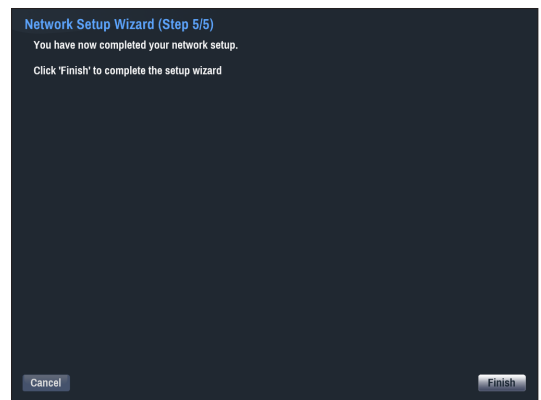 Network Setup Wizard (Step 5/5)
You have now completed your network setup.
Click 'Finish' to complete the setup wizard
Cancel
Finish